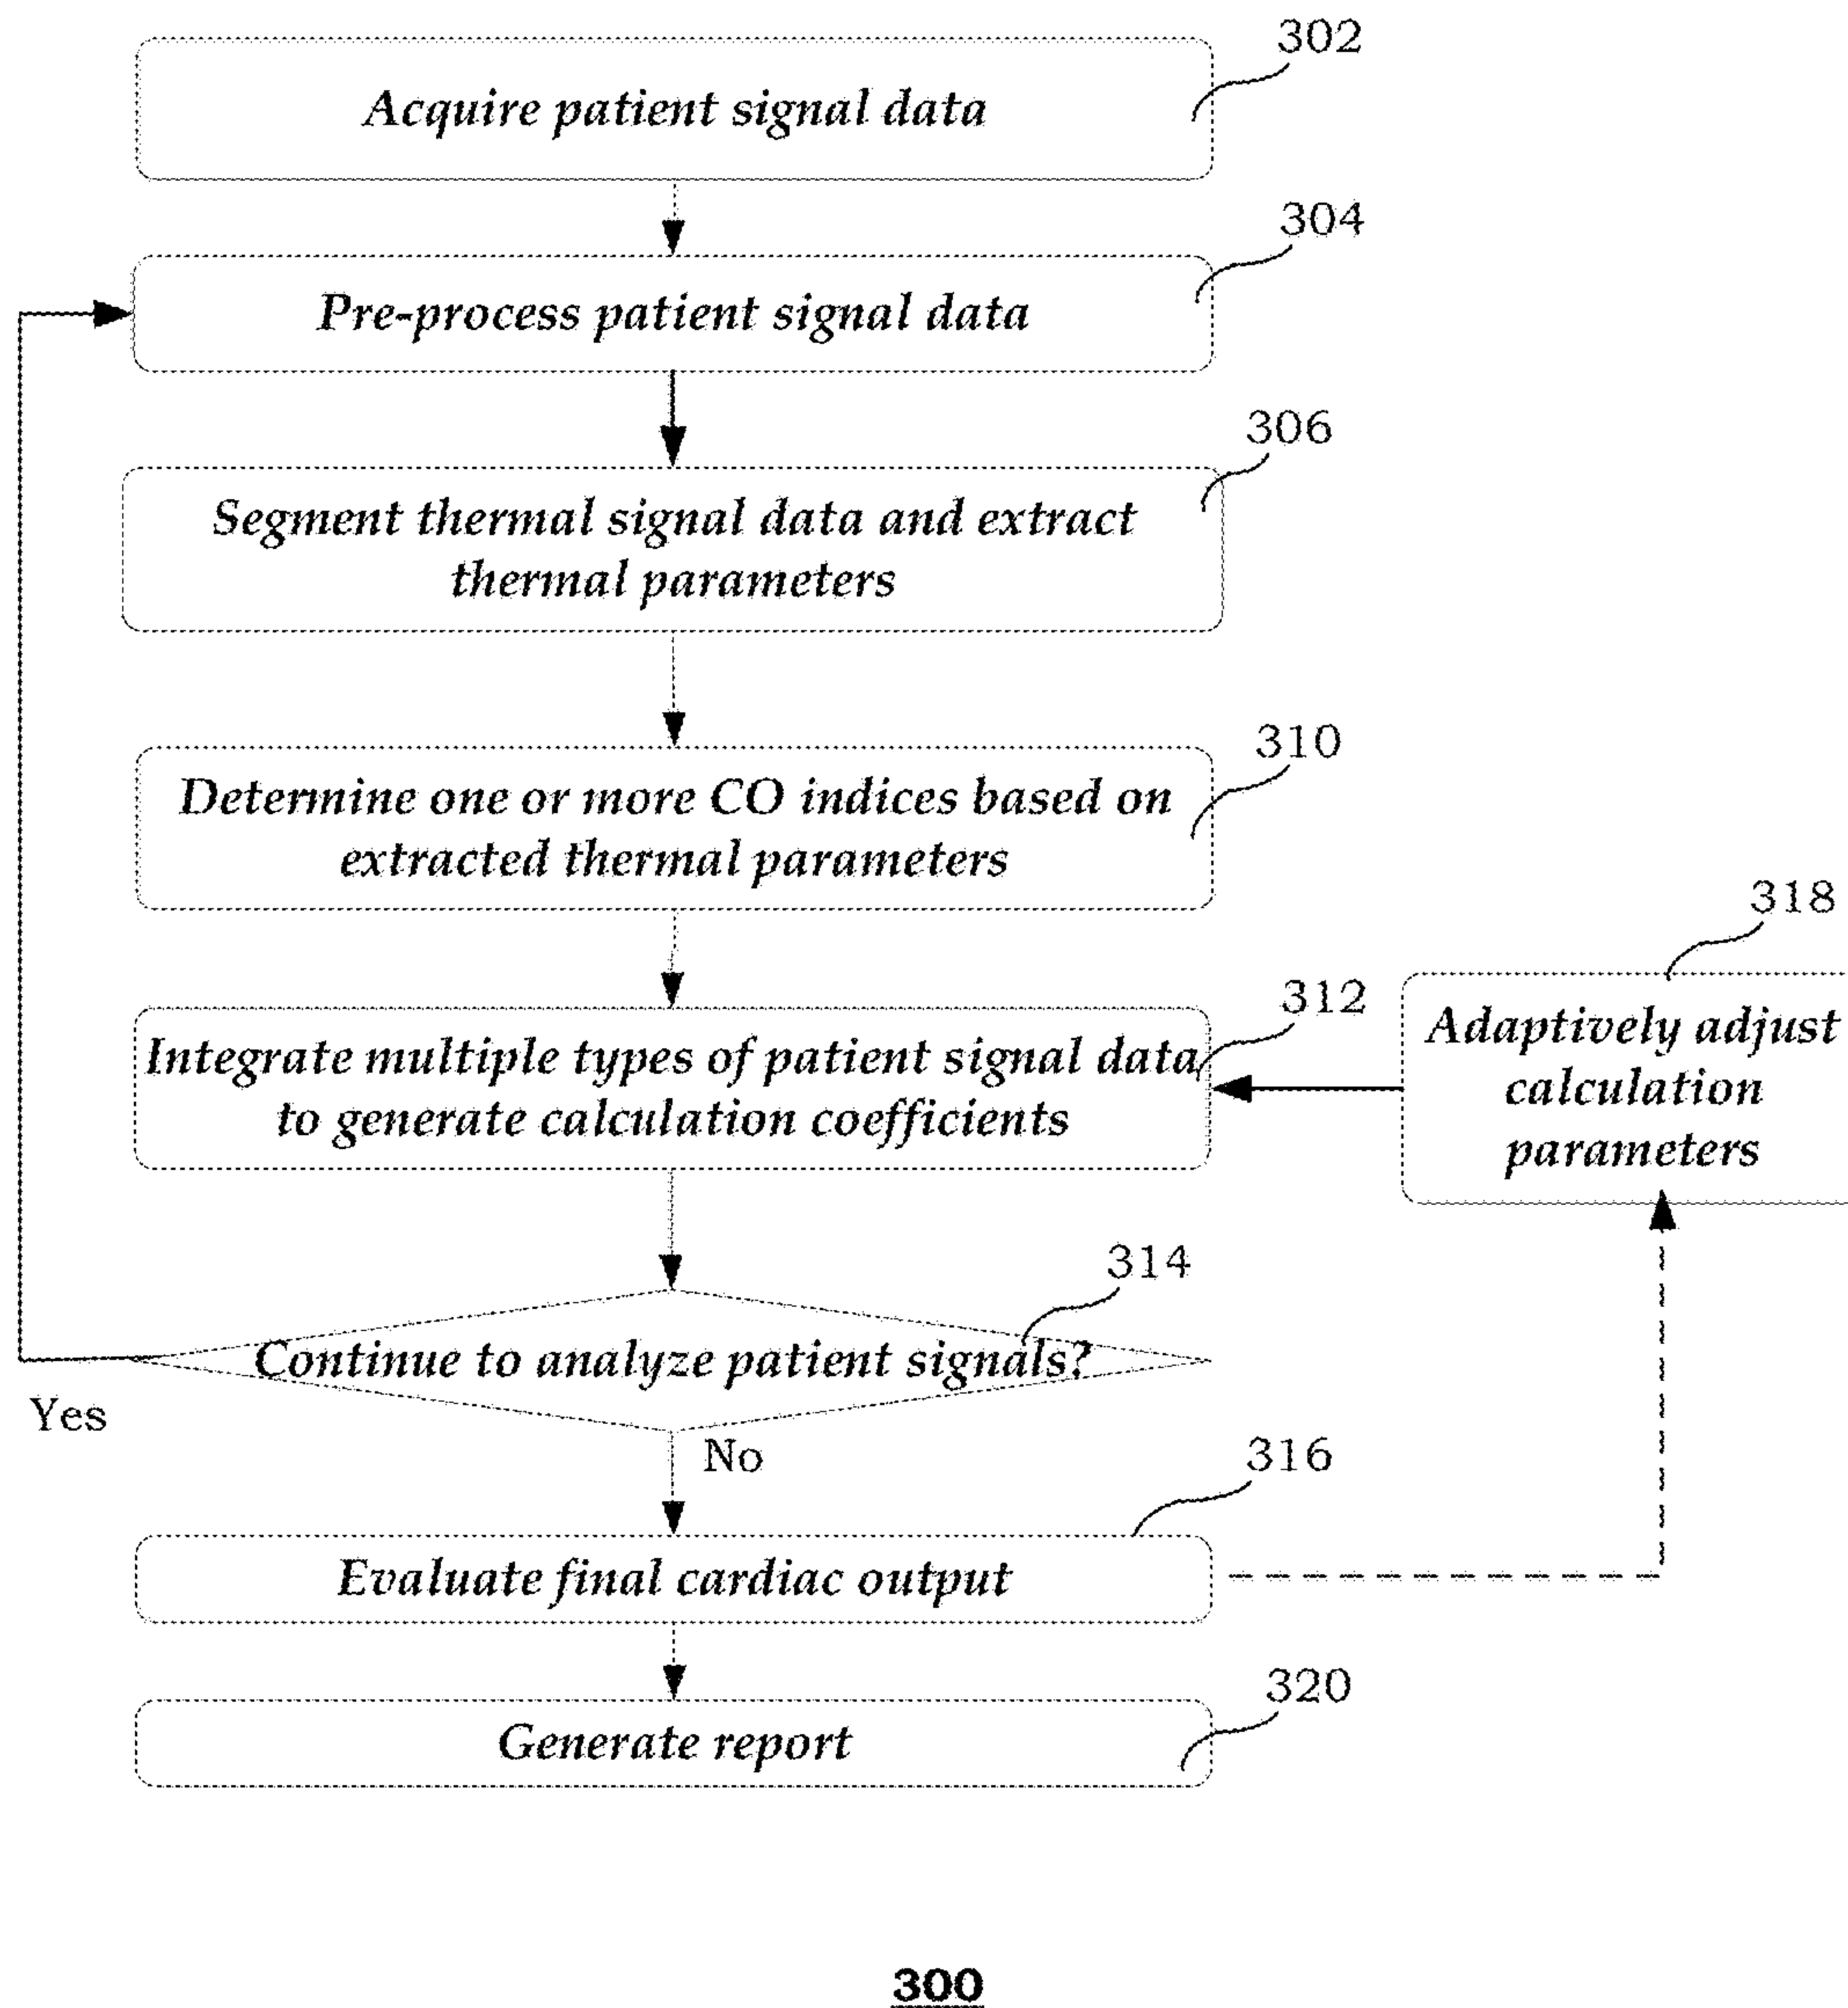 302
Acquire patient signal data
304
Pre-process patient signal data
306
Segment thermal signal data and extract
thermal parameters
310
Determine one or more CO indices based on
extracted thermal parameters
318
Adaptively adjust
calculation
parameters
312
Integrate multiple types of patient signal data
to generate calculation coefficients
314
Continue to analyze patient signals?
Yes
No
316
Evaluate final cardiac output
320
Generate report
300